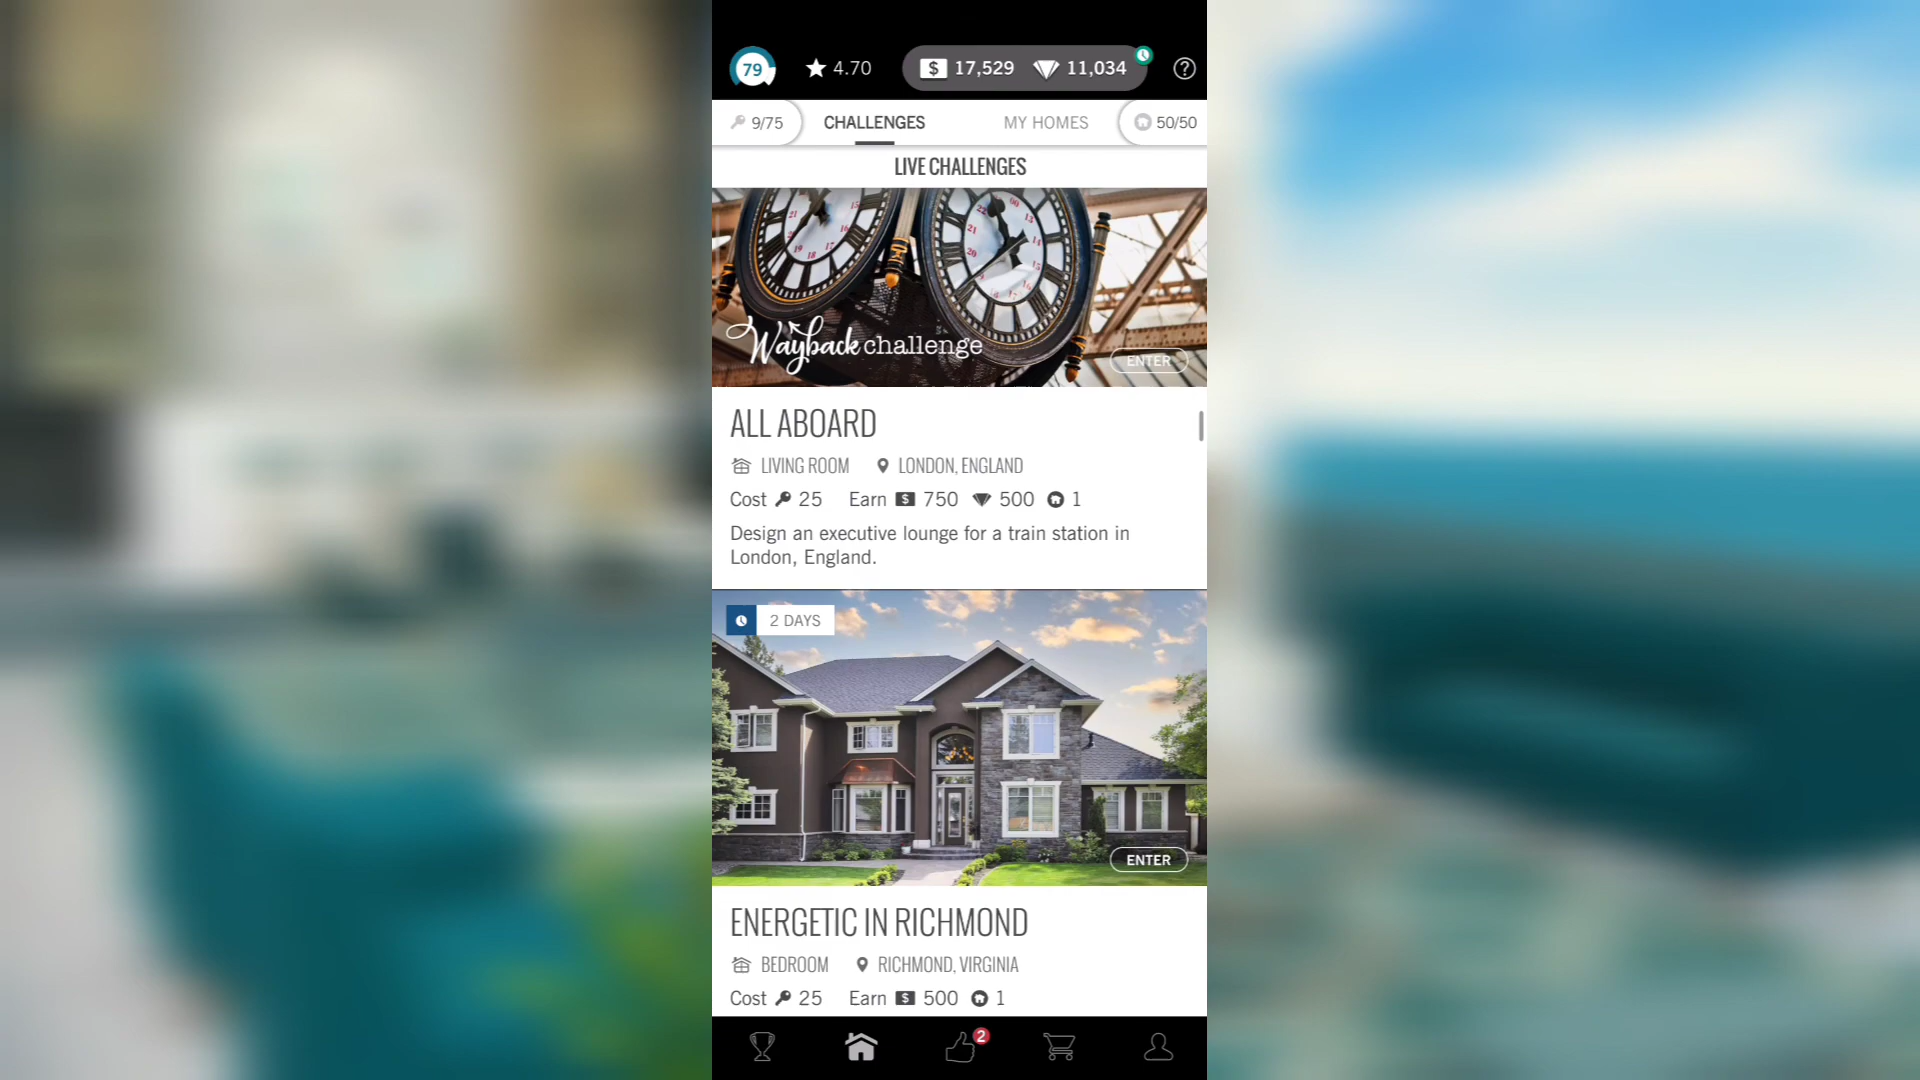 79
4.70
17,529
11,034
9/75
CHALLENGES
MY HOMES
50/50
LIVE CHALLENGES
Wayback challenge
ENTER
ALL ABOARD
LIVING ROOM LONDON, ENGLAND
Cost 25 Earn $ 750 500 1
Design an executive lounge for a train station in
London, England.
2 DAYS
ENTER
ENERGETIC IN RICHMOND
BEDROOM RICHMOND, VIRGINIA
Cost 25 Earn $ 500 1
2